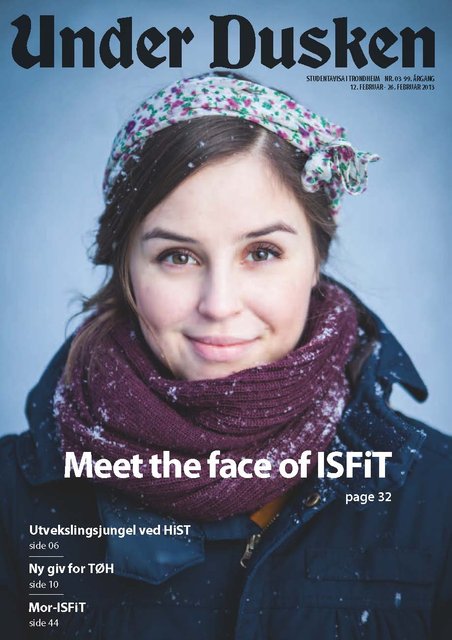 Under Dusken
STUDENTAVISA I TRONDHEIM NR. 03 99. ÅRGANG
12. FEBRUAR - 26. FEBRUAR 2013
Meet the face of ISFiT
page 32
Utvekslingsjungel ved HiST
side 06
Ny giv for TØH
side 10
Mor-ISFiT
side 44